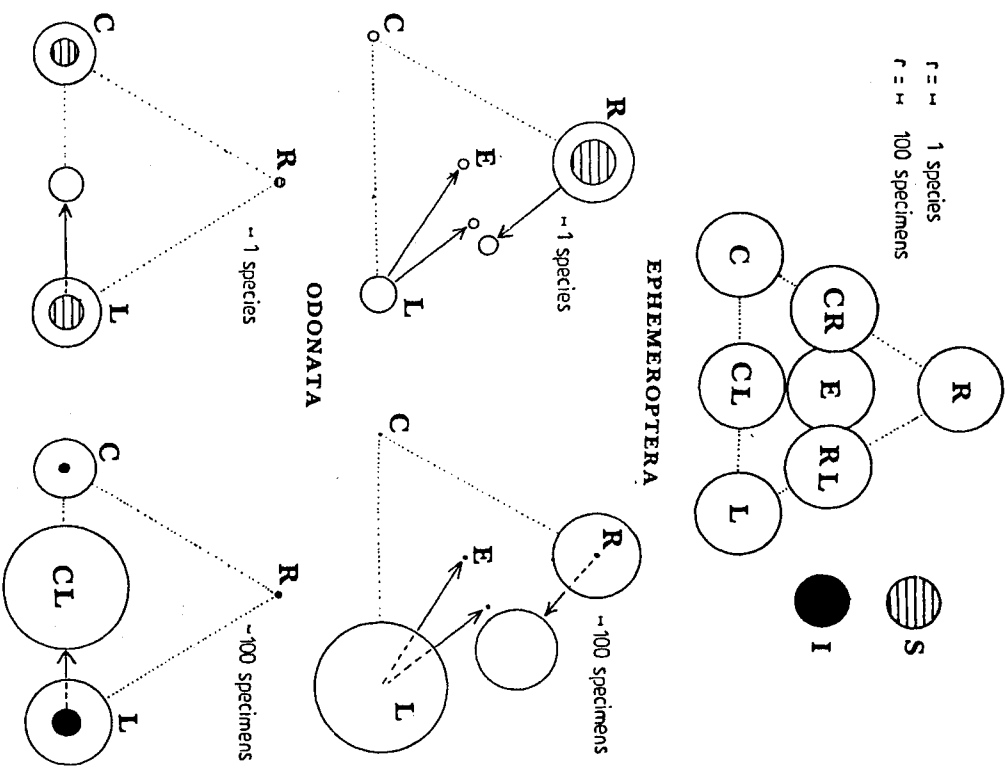 R
r = 1 species
r = 100 specimens
S
CR E RL
I
C CL L
EPHEMEROPTERA
R
1 species
E
L
C
R
100 specimens
E
L
C
ODONATA
R
1 species
L
C
R
100 specimens
L
C
CL